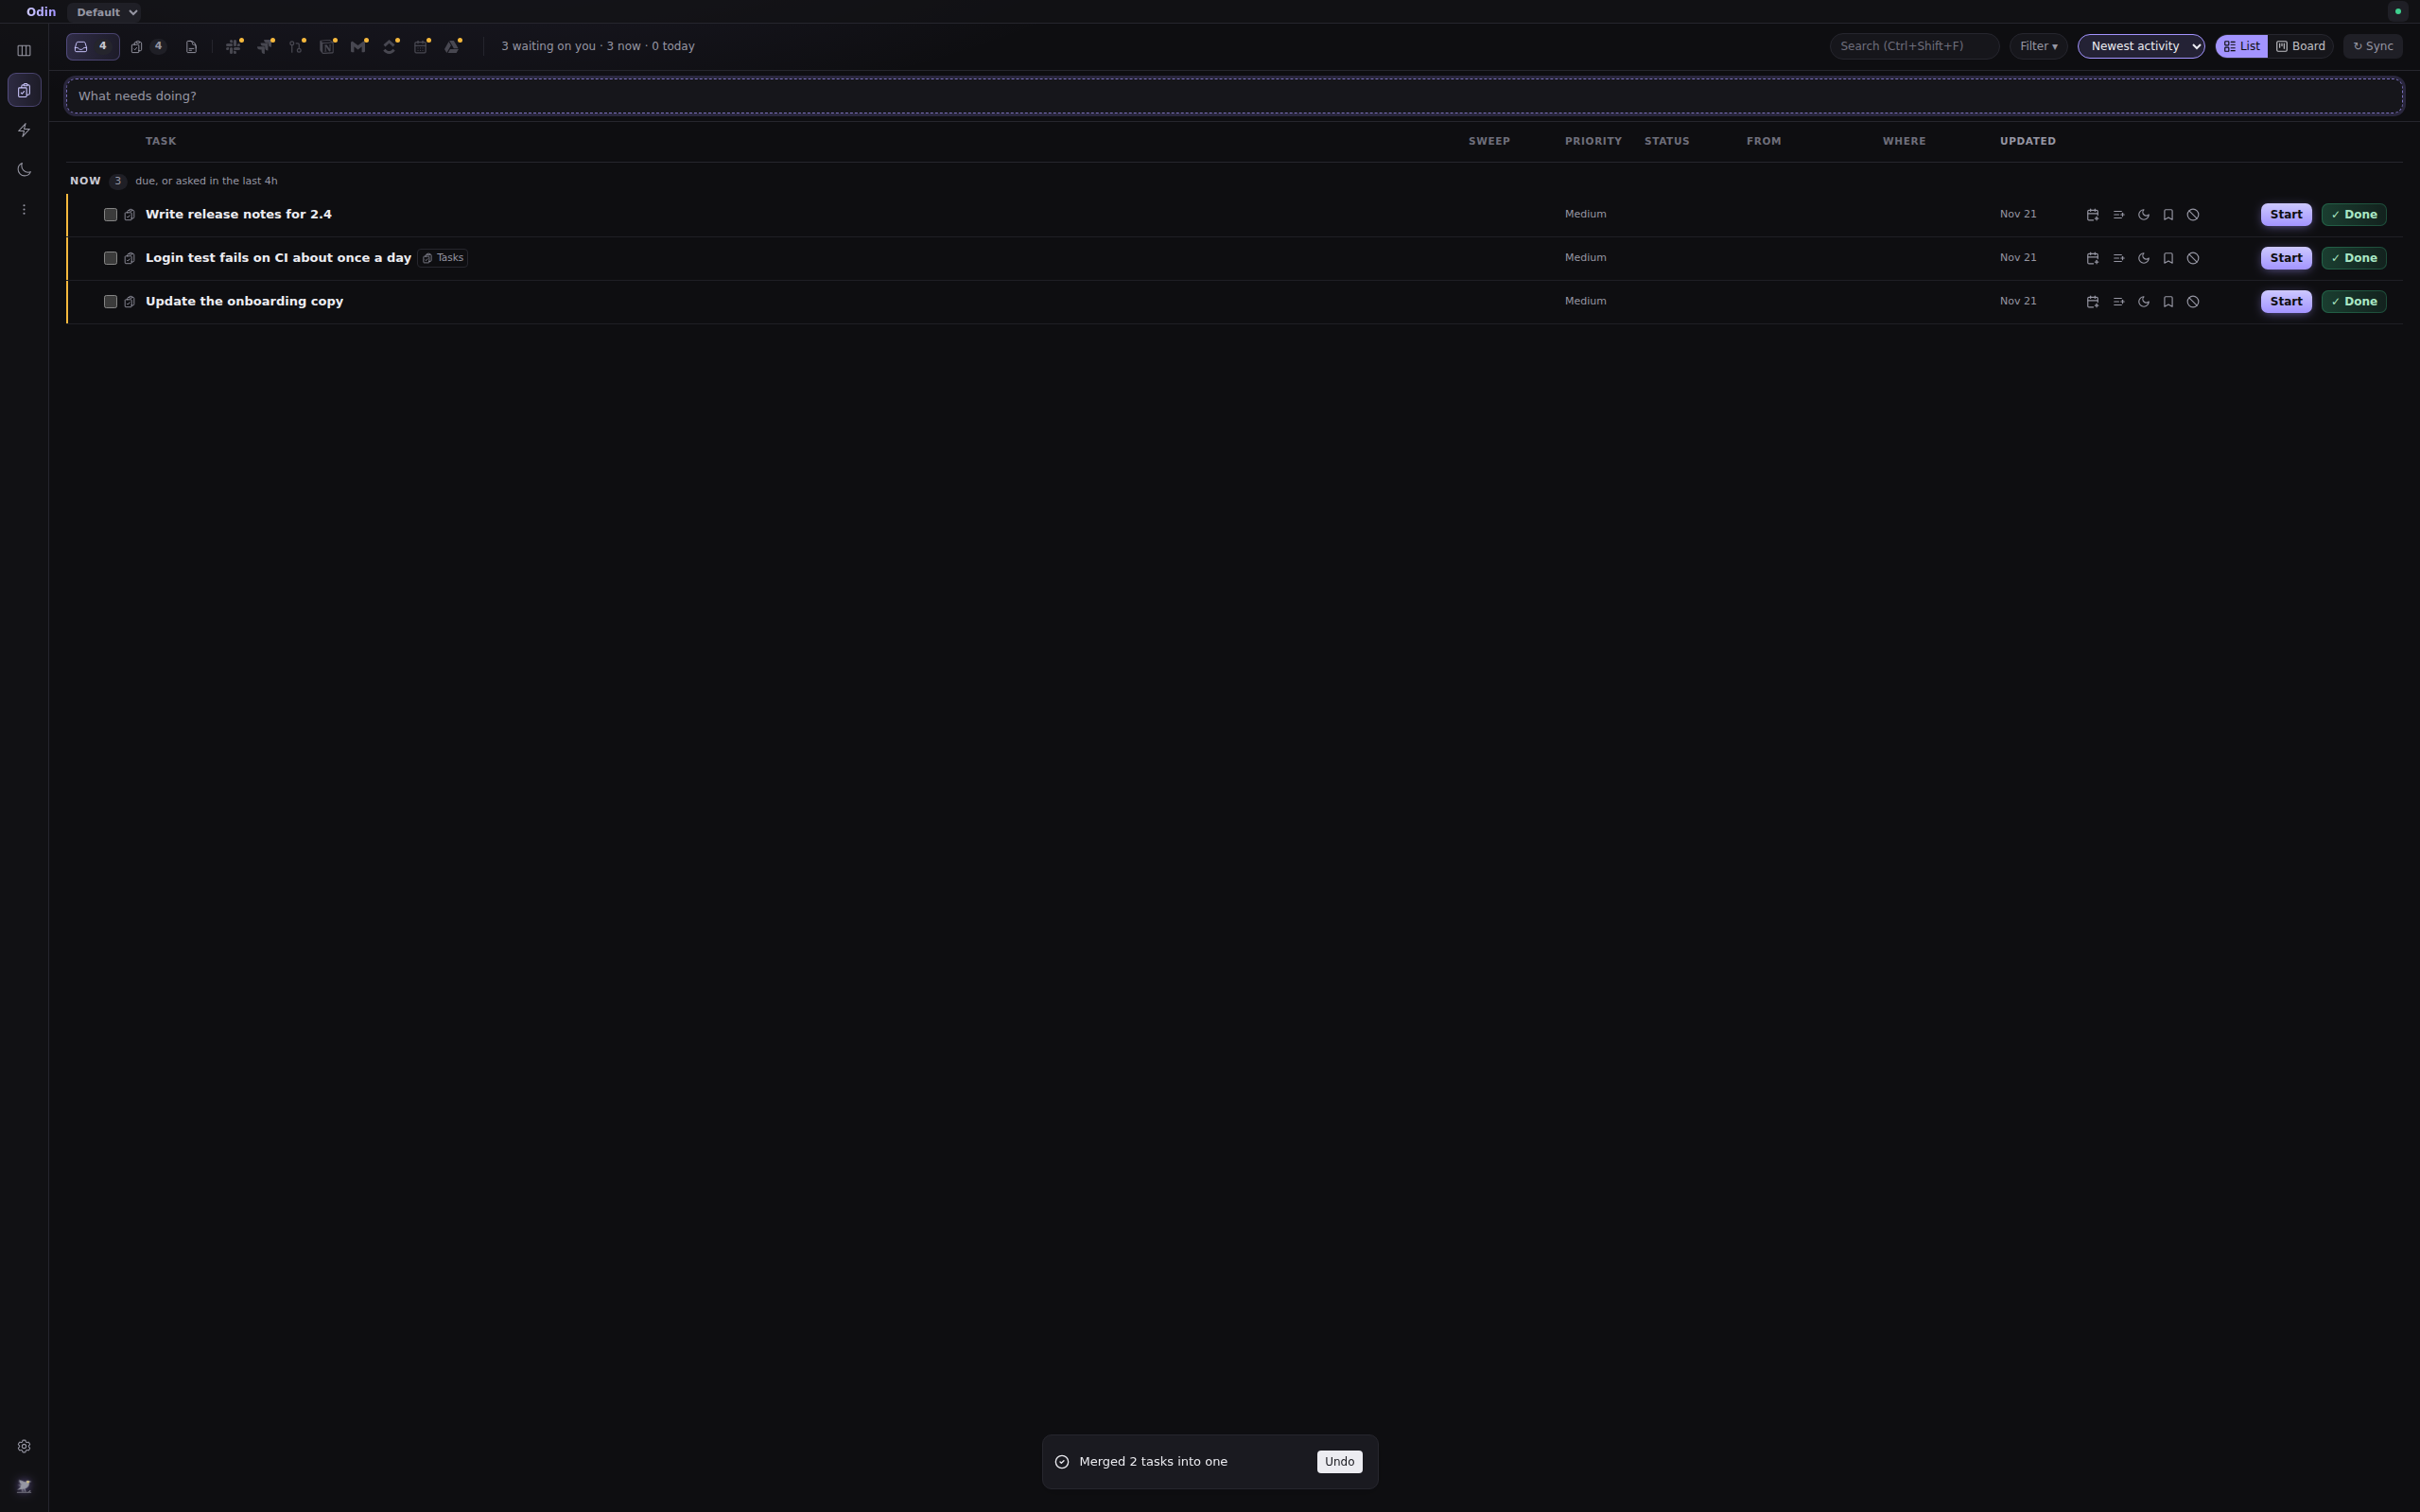 Odin Default
4 4 3 waiting on you · 3 now · 0 today Search (Ctrl+Shift+F) Filter ▾ Newest activity List Board ↻ Sync
What needs doing?
TASK SWEEP PRIORITY STATUS FROM WHERE UPDATED
NOW 3 due, or asked in the last 4h
Write release notes for 2.4 Medium Nov 21 Start ✓ Done
Login test fails on CI about once a day Tasks Medium Nov 21 Start ✓ Done
Update the onboarding copy Medium Nov 21 Start ✓ Done
Merged 2 tasks into one Undo